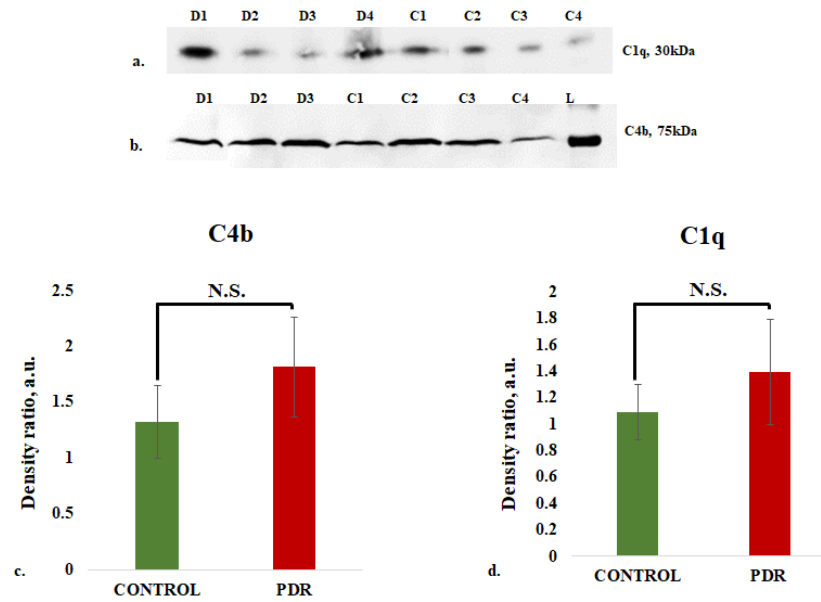 D1 D2 D3 D4 C1 C2 C3 C4
a. C1q, 30kDa
D1 D2 D3 C1 C2 C3 C4 L
b. C4b, 75kDa
C4b
N.S.
Density ratio, a.u.
2.5
2
1.5
1
0.5
0
CONTROL PDR
c.
C1q
N.S.
Density ratio, a.u.
2
1.8
1.6
1.4
1.2
1
0.8
0.6
0.4
0.2
0
CONTROL PDR
d.